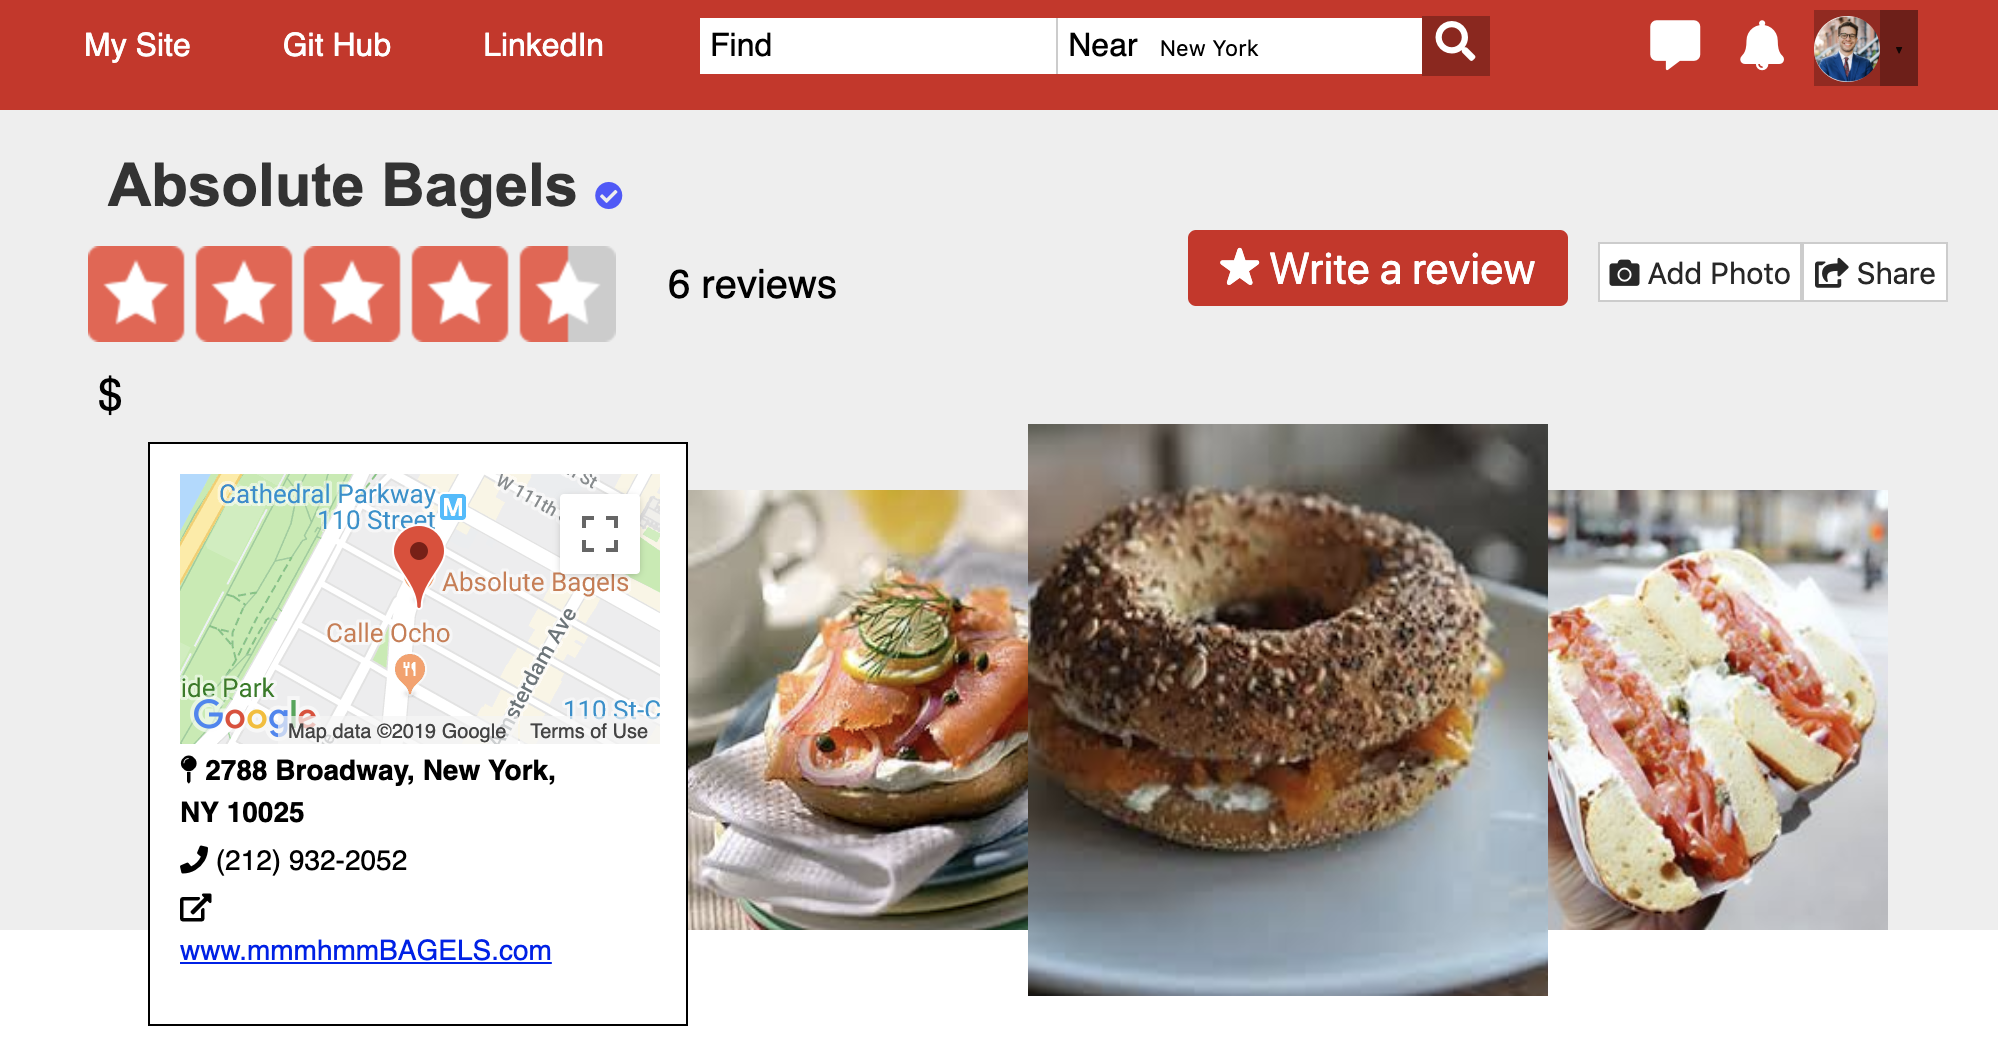 My Site Git Hub LinkedIn Find Near New York
Absolute Bagels
6 reviews
Write a review
Add Photo
Share
$
Cathedral Parkway
110 Street
M
W 111th
St
Absolute Bagels
Calle Ocho
sterdam Ave
ide Park
110 St-C
Google
Map data ©2019 Google Terms of Use
2788 Broadway, New York,
NY 10025
(212) 932-2052
www.mmmhmmBAGELS.com